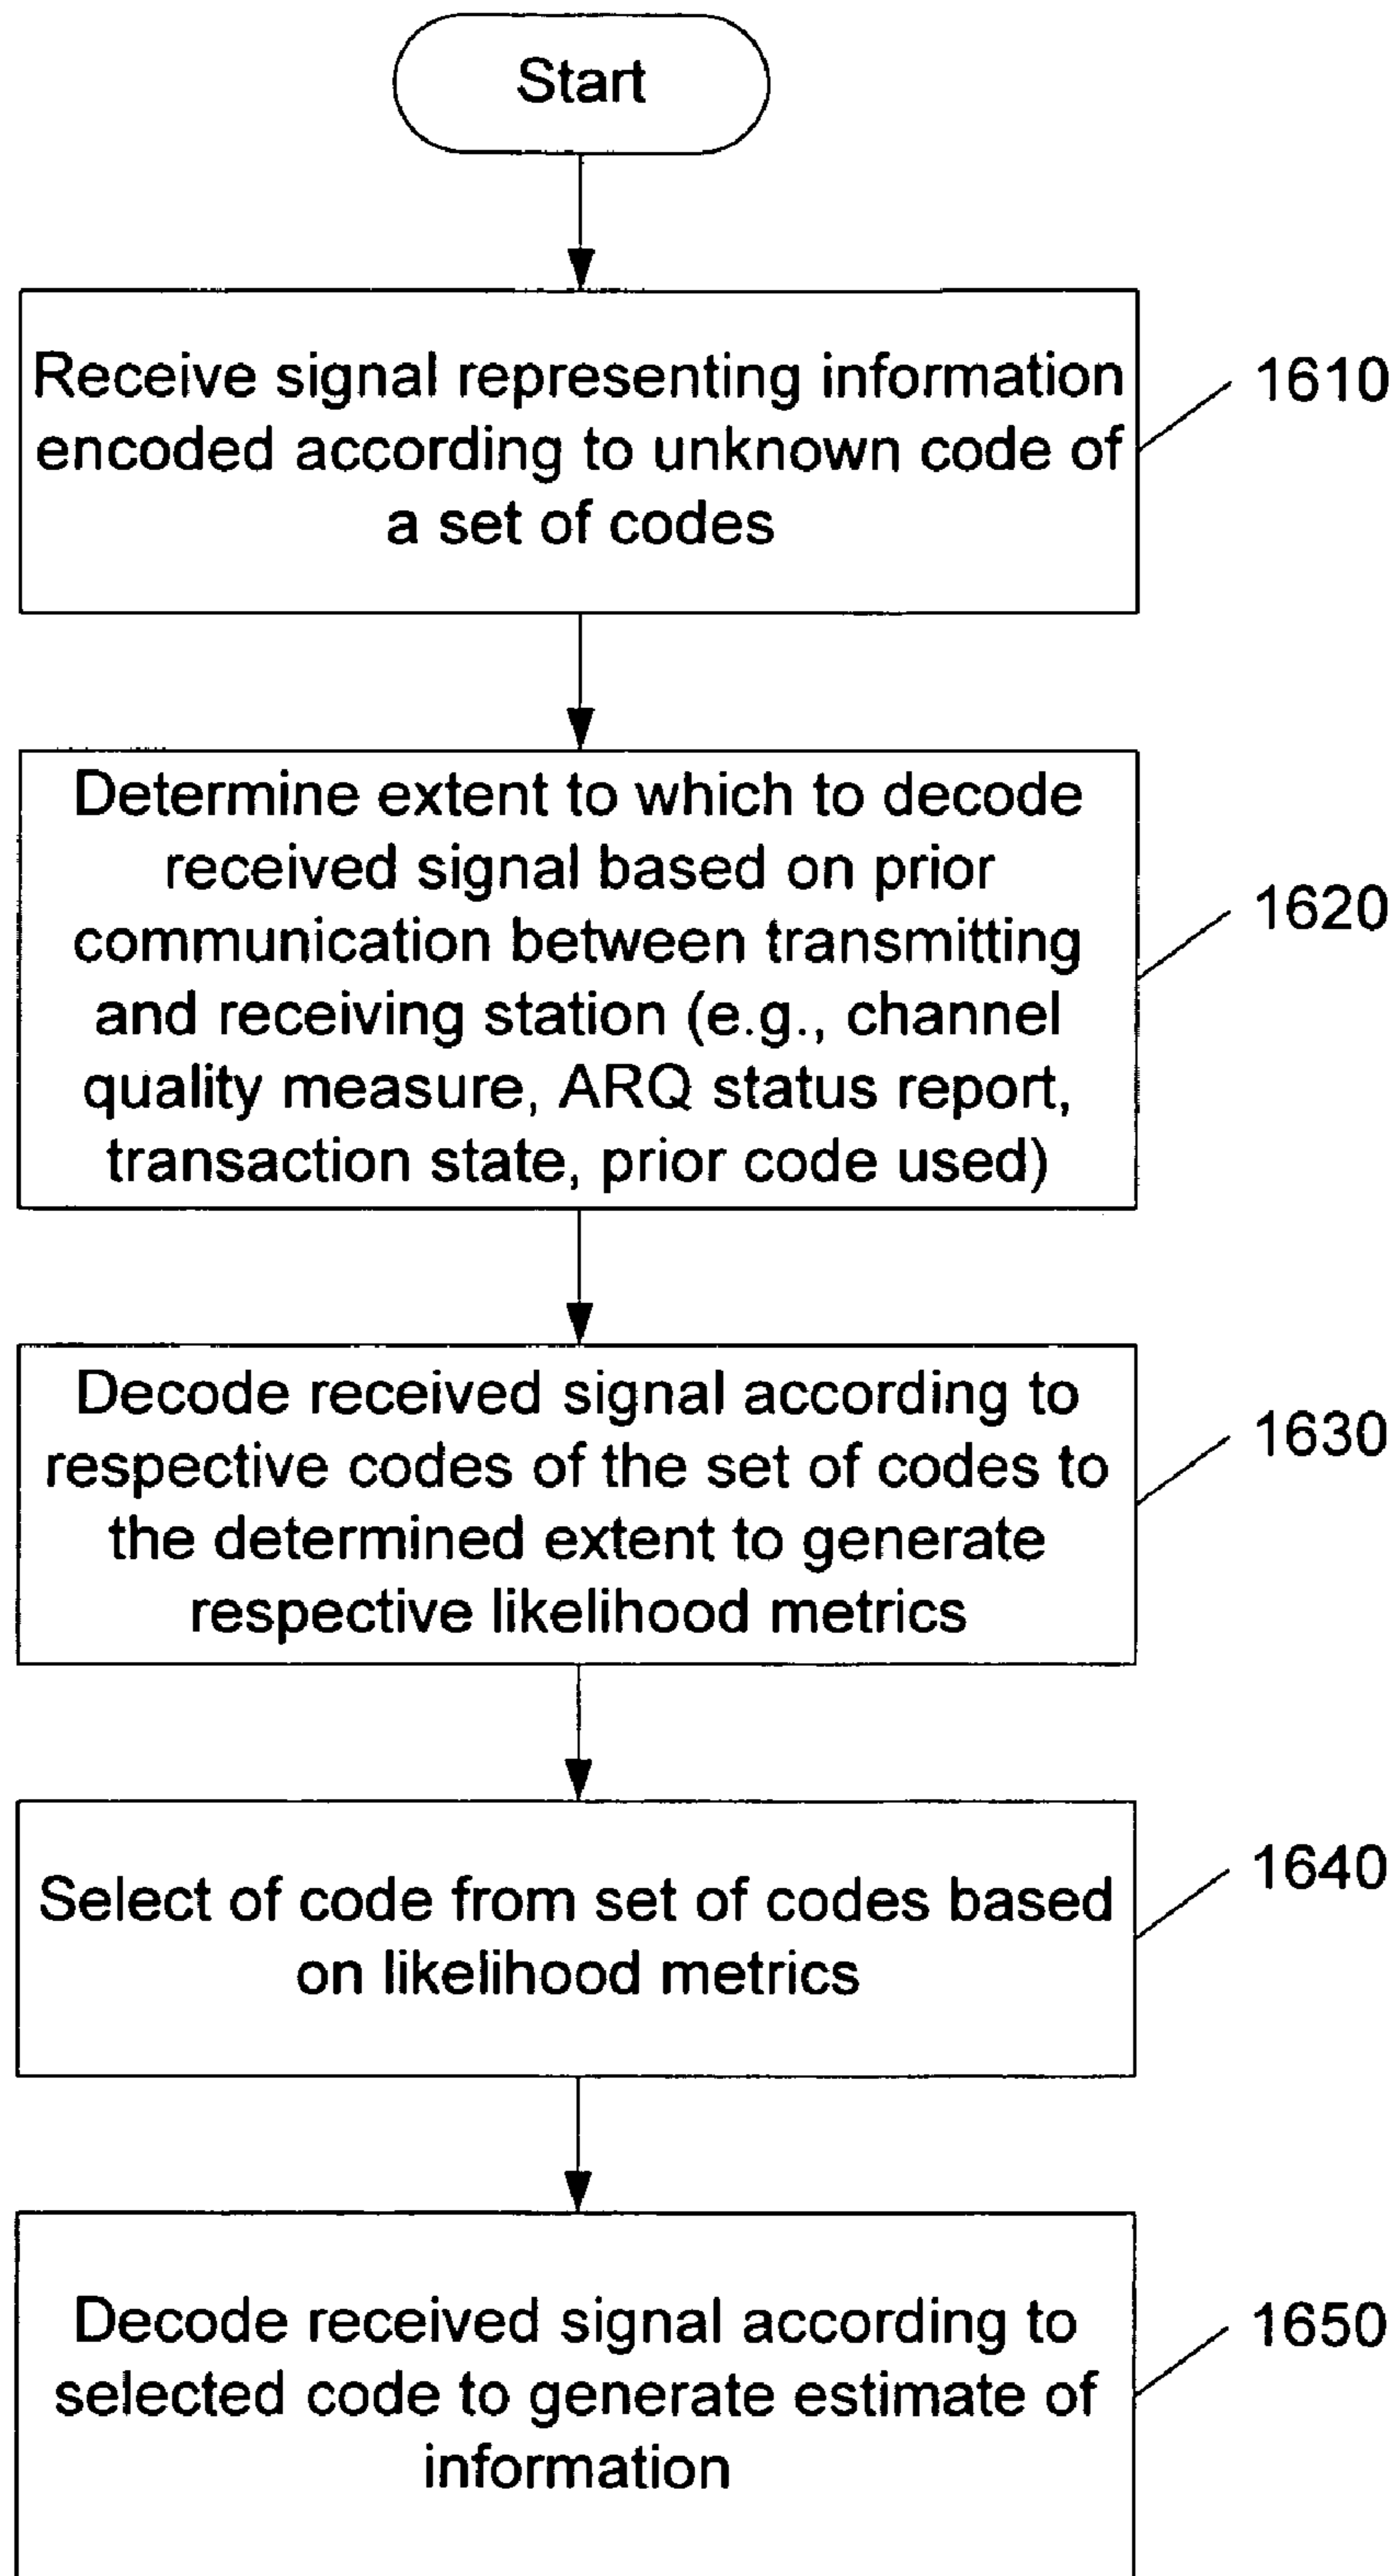 Start
Receive signal representing information
encoded according to unknown code of
a set of codes
1610
Determine extent to which to decode
received signal based on prior
communication between transmitting
and receiving station (e.g., channel
quality measure, ARQ status report,
transaction state, prior code used)
1620
Decode received signal according to
respective codes of the set of codes to
the determined extent to generate
respective likelihood metrics
1630
Select of code from set of codes based
on likelihood metrics
1640
Decode received signal according to
selected code to generate estimate of
information
1650